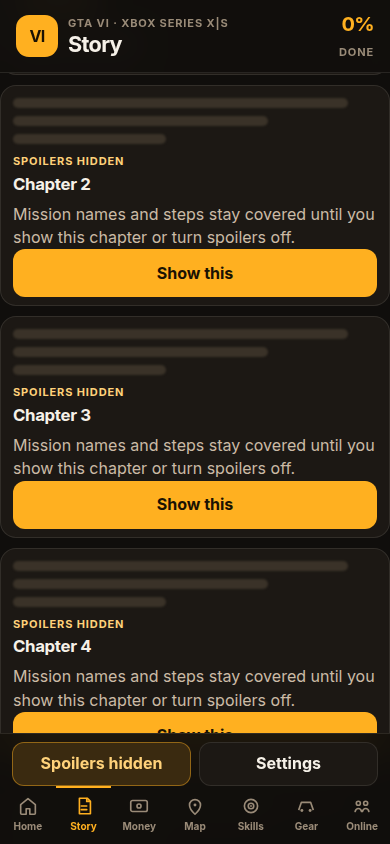 VI
GTA VI · XBOX SERIES X|S
Story
0%
DONE
SPOILERS HIDDEN
Chapter 2
Mission names and steps stay covered until you
show this chapter or turn spoilers off.
Show this
SPOILERS HIDDEN
Chapter 3
Mission names and steps stay covered until you
show this chapter or turn spoilers off.
Show this
SPOILERS HIDDEN
Chapter 4
Mission names and steps stay covered until you
show this chapter or turn spoilers off.
Show this
Spoilers hidden
Settings
Home
Story
Money
Map
Skills
Gear
Online